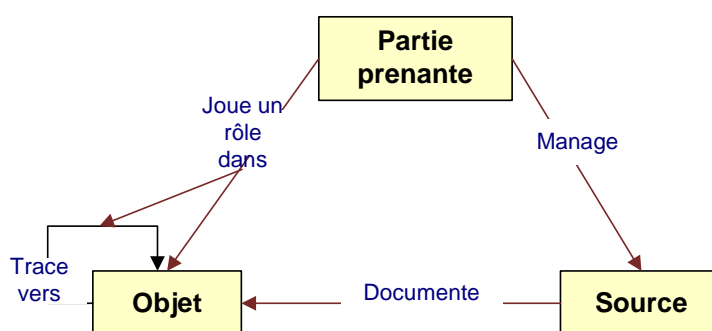 Partie
prenante
Joue un
rôle
dans
Manage
Trace
vers
Objet
Documente
Source